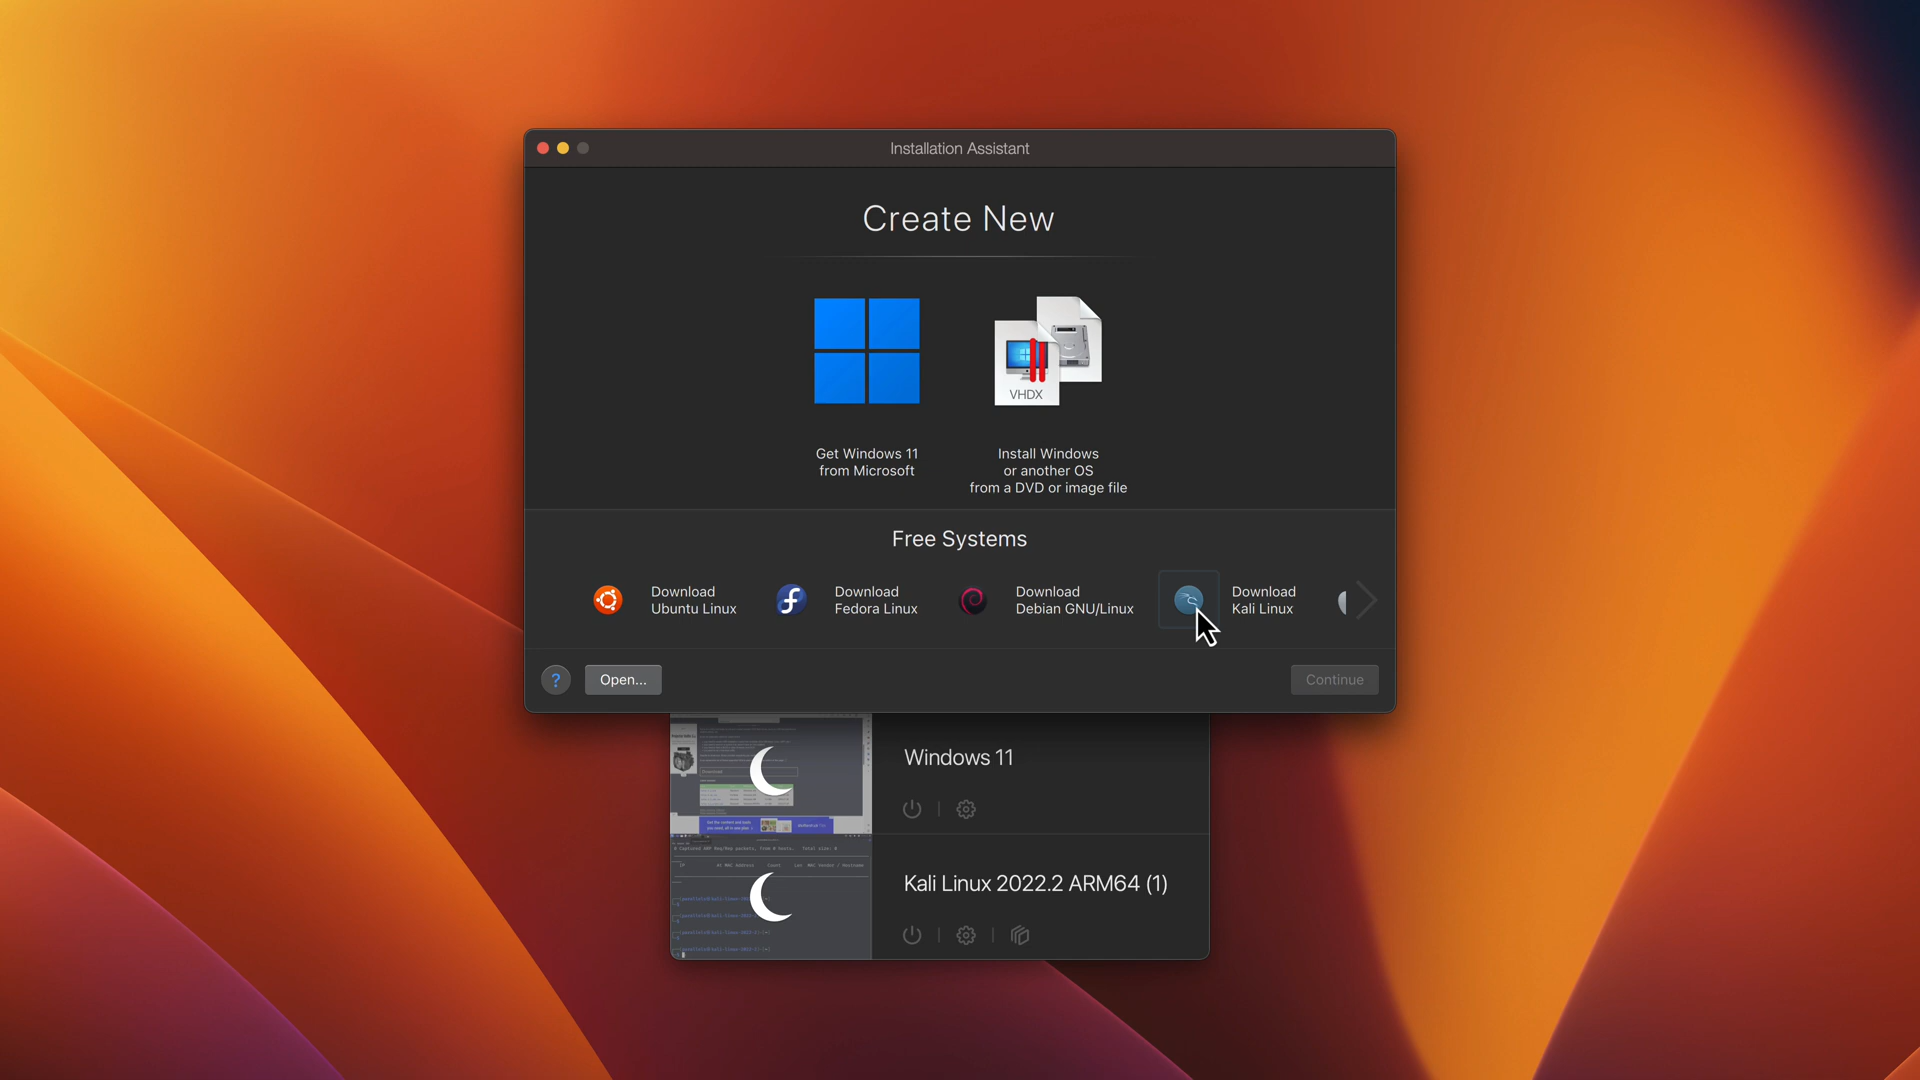 Installation Assistant
Create New
VHDX
Get Windows 11
from Microsoft
Install Windows
or another OS
from a DVD or image file
Free Systems
Download
Ubuntu Linux
Download
Fedora Linux
Download
Debian GNU/Linux
Download
Kali Linux
?
Open...
Continue
Windows 11
Kali Linux 2022.2 ARM64 (1)